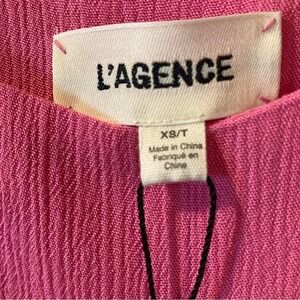 L'AGENCE
XS/T
Made in China
Fabriqué en
Chine